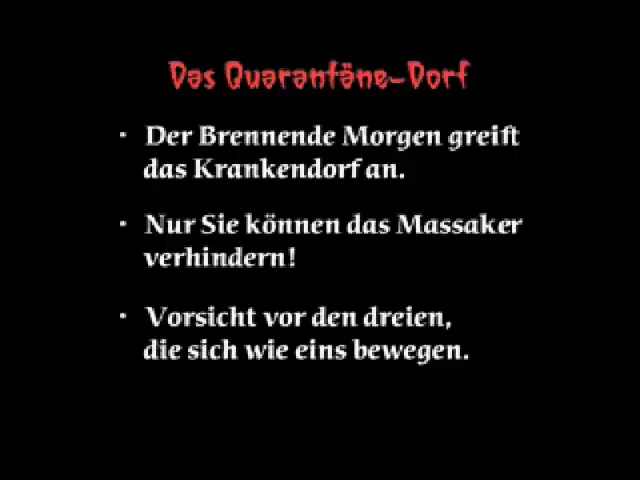 Das Quarantäne-Dorf
• Der Brennende Morgen greift
das Krankendorf an.
• Nur Sie können das Massaker
verhindern!
• Vorsicht vor den dreien,
die sich wie eins bewegen.